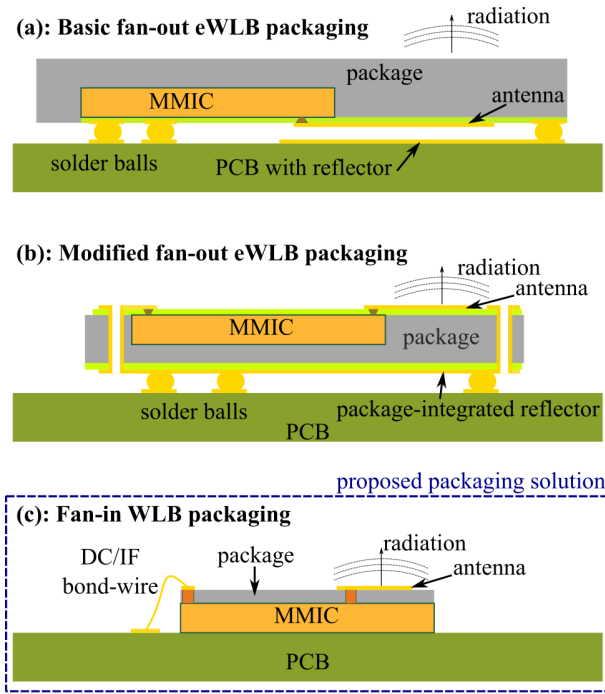 (a): Basic fan-out eWLB packaging
radiation
package
MMIC
antenna
solder balls
PCB with reflector
(b): Modified fan-out eWLB packaging
radiation
antenna
MMIC
package
solder balls
package-integrated reflector
PCB
proposed packaging solution
(c): Fan-in WLB packaging
DC/IF
bond-wire
package
radiation
antenna
MMIC
PCB